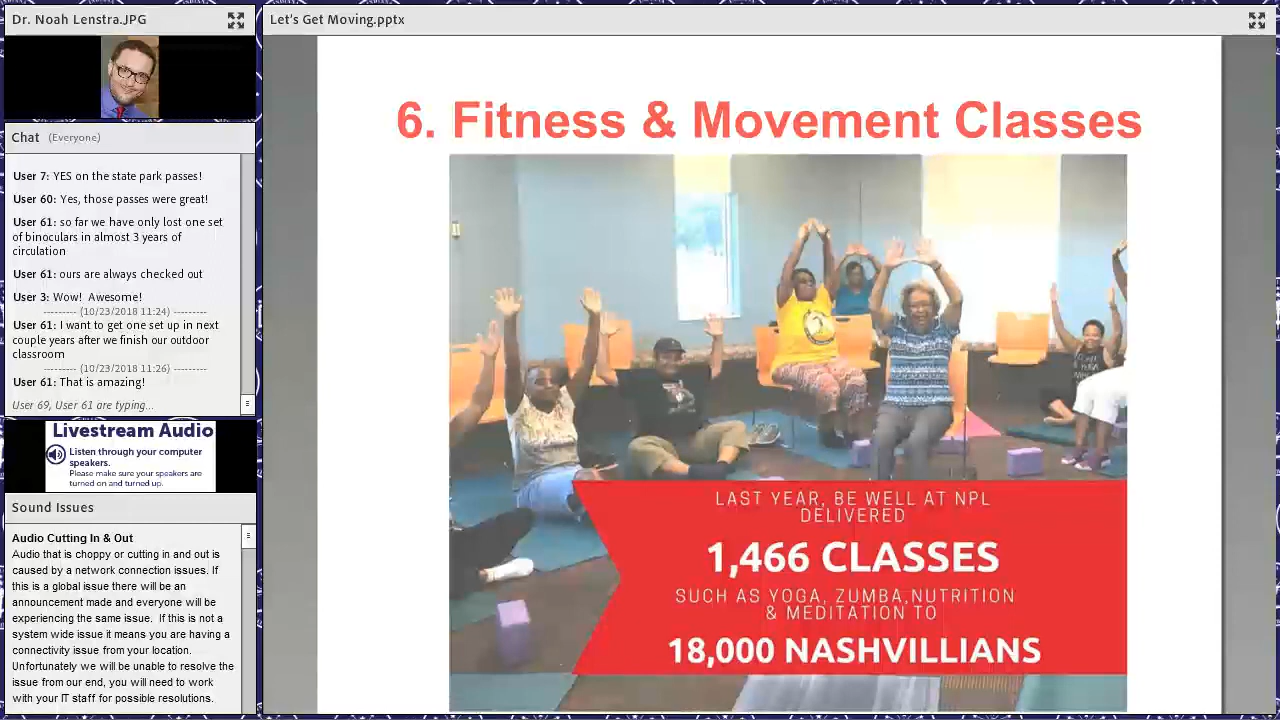 Dr. Noah Lenstra.JPG
Chat (Everyone)
User 7: YES on the state park passes!
User 60: Yes, those passes were great!
User 61: so far we have only lost one set
of binoculars in almost 3 years of
circulation
User 61: ours are always checked out
User 3: Wow! Awesome!
--------- (10/23/2018 11:24) ---------
User 61: I want to get one set up in next
couple years after we finish our outdoor
classroom
--------- (10/23/2018 11:26) ---------
User 61: That is amazing!
User 69, User 61 are typing...
Livestream Audio
Listen through your computer
speakers.
Please make sure your speakers are
turned on and turned up.
Sound Issues
Audio Cutting In & Out
Audio that is choppy or cutting in and out is
caused by a network connection issues. If
this is a global issue there will be an
announcement made and everyone will be
experiencing the same issue. If this is not a
system wide issue it means you are having a
connectivity issue from your location.
Unfortunately we will be unable to resolve the
issue from our end, you will need to work
with your IT staff for possible resolutions.
Let's Get Moving.pptx
6. Fitness & Movement Classes
LAST YEAR, BE WELL AT NPL
DELIVERED
1,466 CLASSES
SUCH AS YOGA, ZUMBA,NUTRITION
& MEDITATION TO
18,000 NASHVILLIANS